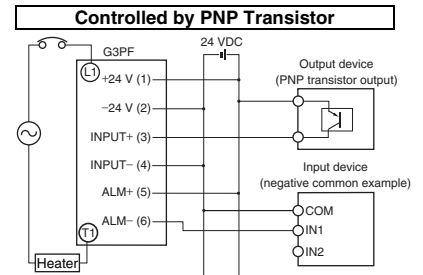 Controlled by PNP Transistor
24 VDC
G3PF
L1
+24 V (1)
−24 V (2)
INPUT+ (3)
INPUT− (4)
ALM+ (5)
ALM− (6)
T1
Heater
Output device
(PNP transistor output)
Input device
(negative common example)
COM
IN1
IN2